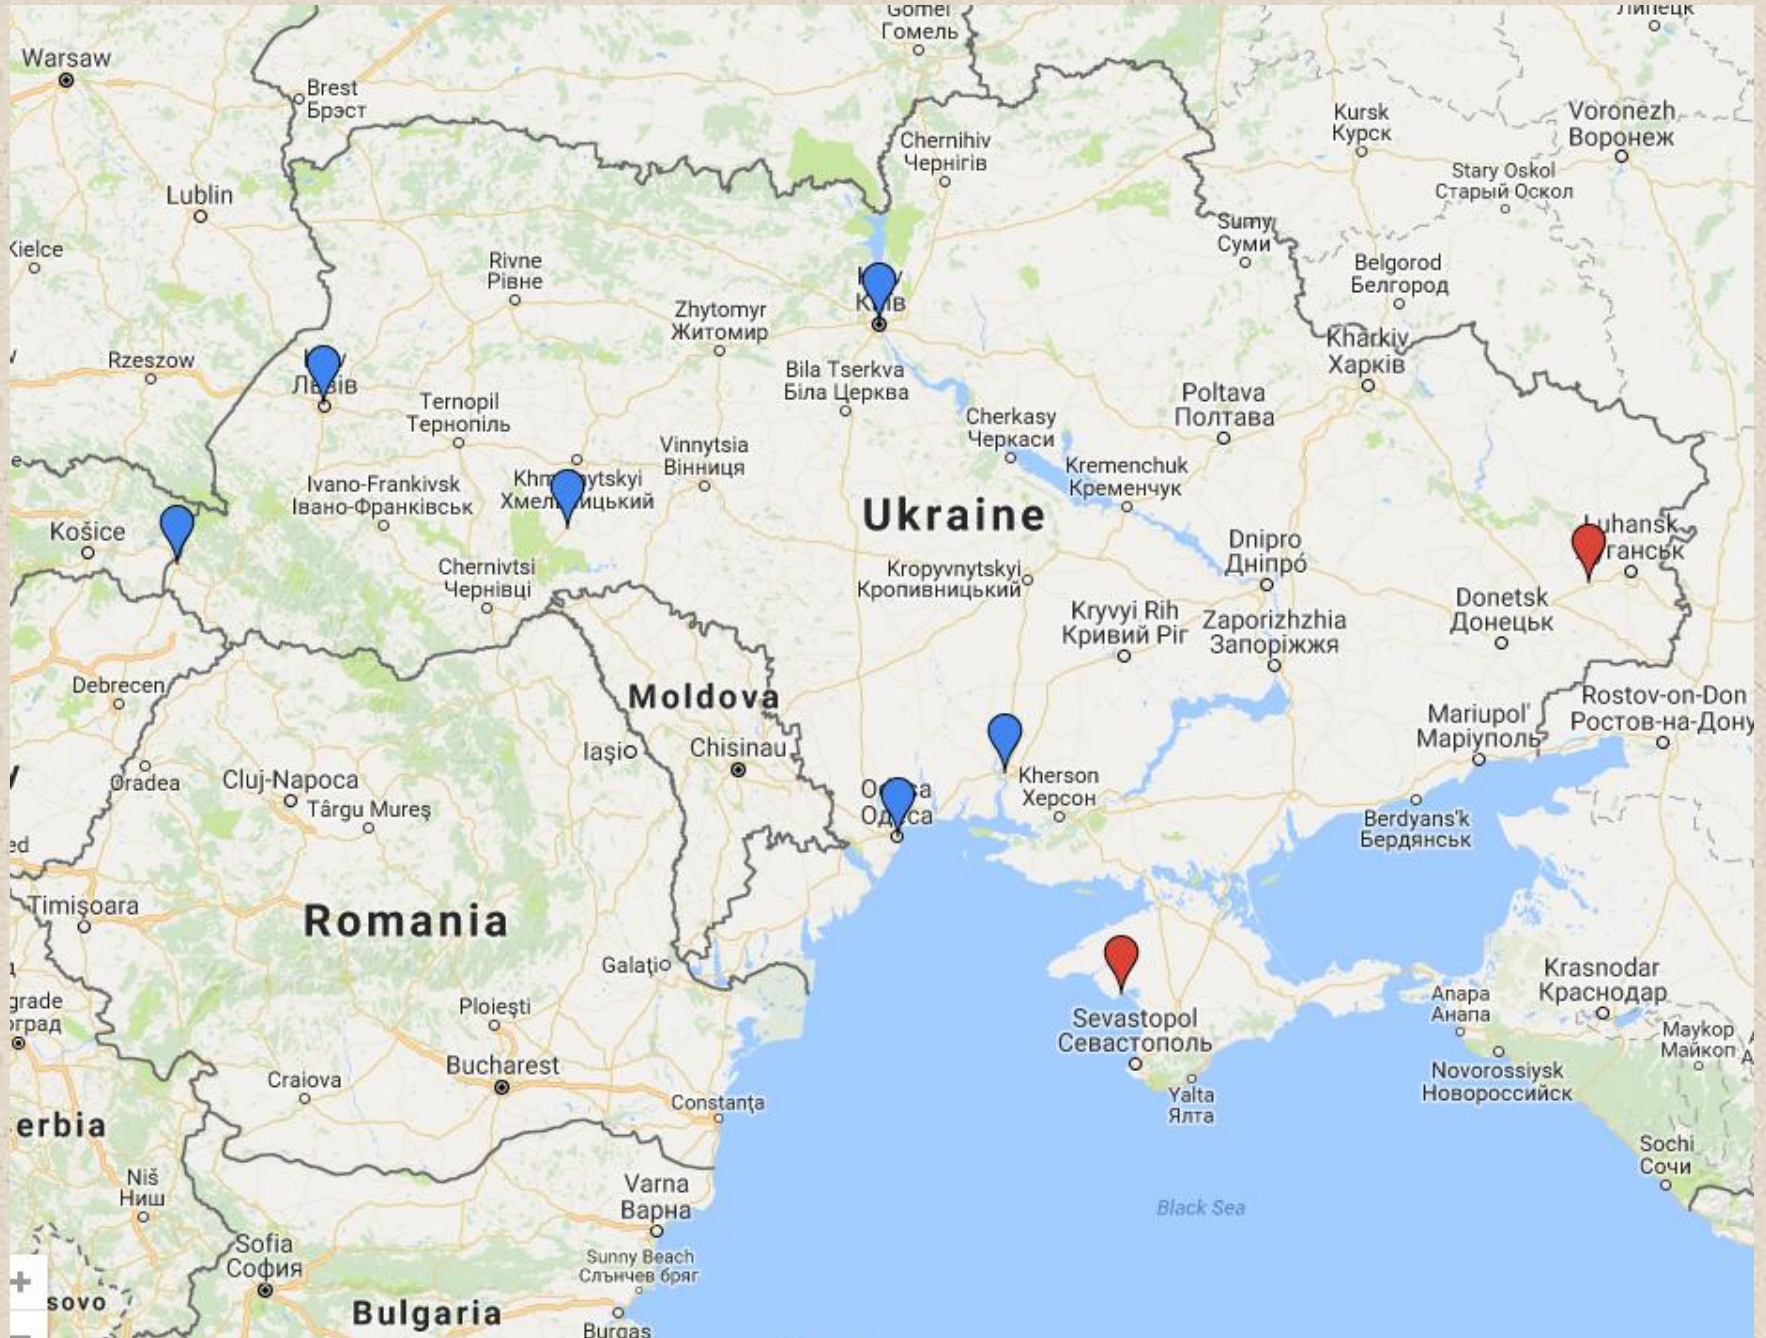 Gomel
Гомель
Липецк
Warsaw
Brest
Брэст
Chernihiv
Чернігів
Kursk
Курск
Voronezh
Воронеж
Stary Oskol
Старый Оскол
Lublin
Sumy
Суми
Kielce
Rivne
Рівне
Belgorod
Белгород
Zhytomyr
Житомир
Kharkiv
Харків
Rzeszow
Bila Tserkva
Біла Церква
Ternopil
Тернопіль
Poltava
Полтава
Cherkasy
Черкаси
Vinnytsia
Вінниця
Kremenchuk
Кременчук
Ivano-Frankivsk
Івано-Франківськ
Ukraine
Košice
Luhansk
Dnipro
Дніпро́
Chernivtsi
Чернівці
Kropyvnytskyi
Кропивницький
Donetsk
Донецьк
Kryvyi Rih
Кривий Ріг
Zaporizhzhia
Запоріжжя
Debrecen
Moldova
Rostov-on-Don
Ростов-на-Дону
Mariupol'
Маріуполь
Iași
Chisinau
Oradea
Cluj-Napoca
Târgu Mureș
Kherson
Херсон
Berdyans'k
Бердянськ
Timișoara
Romania
Galați
Krasnodar
Краснодар
Anapa
Анапа
Ploiești
Sevastopol
Севастополь
Maykop
Майкоп
Bucharest
Craiova
Novorossiysk
Новороссийск
Yalta
Ялта
Constanța
erbia
Sochi
Сочи
Niš
Ниш
Varna
Варна
Black Sea
Sofia
София
Sunny Beach
Слънчев бряг
sovo
Bulgaria
Burgas